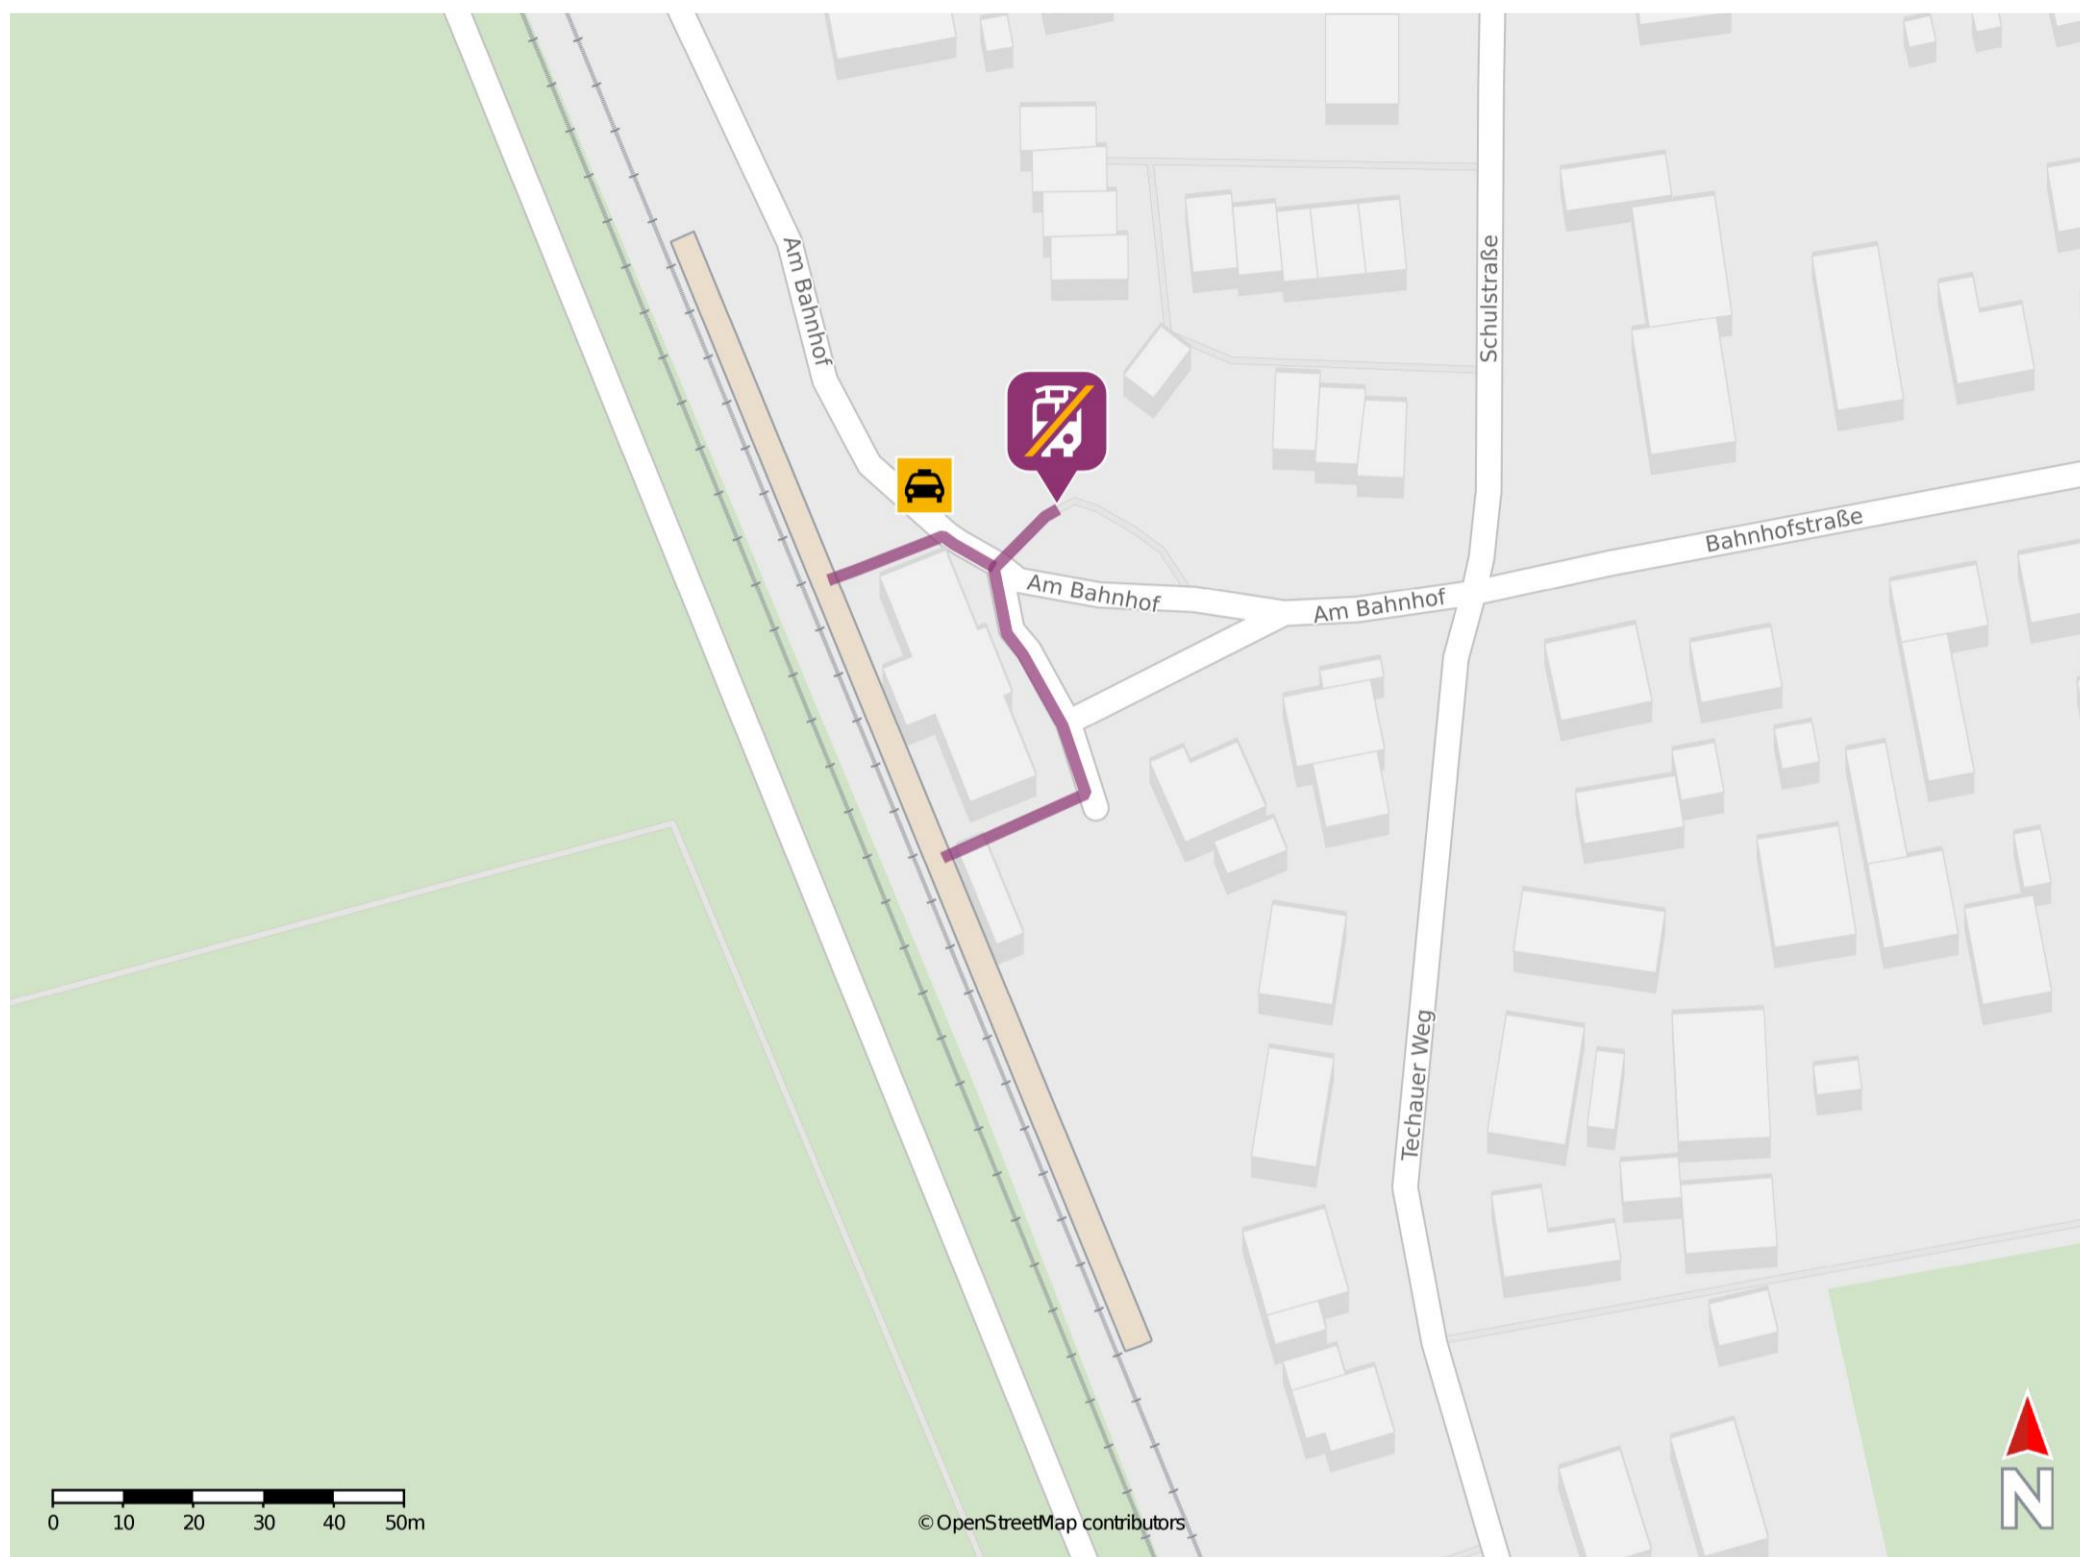 Am Bahnhof
Schulstraße
Bahnhofstraße
Am Bahnhof
Am Bahnhof
Techauer Weg
N
0 10 20 30 40 50m
© OpenStreetMap contributors